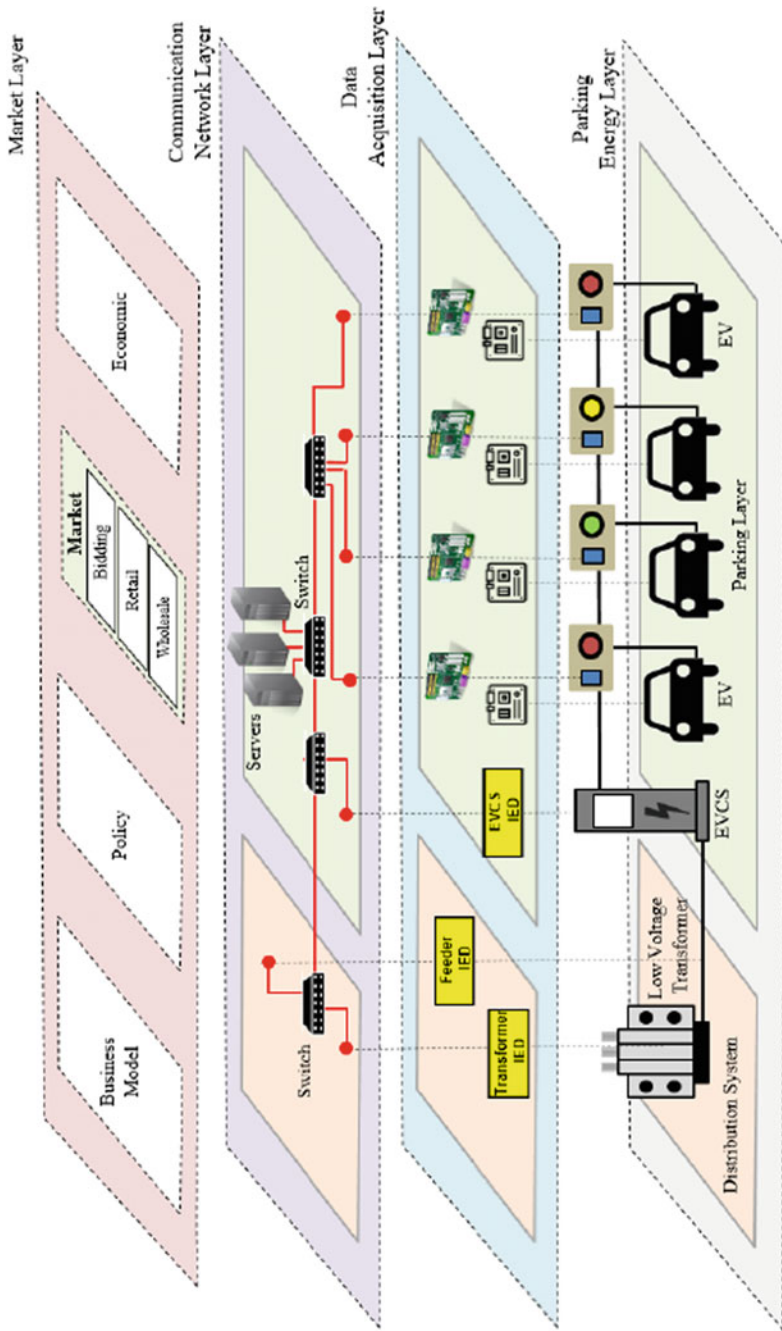 Market Layer
Business
Model
Policy
Market
Bidding
Retail
Wholesale
Economic
Communication
Network Layer
Switch
Servers
Switch
Data
Acquisition Layer
Transformer
IED
Feeder
IED
EVCS
IED
Parking
Energy Layer
Distribution System
Low Voltage
Transformer
EVCS
EV
Parking Layer
EV